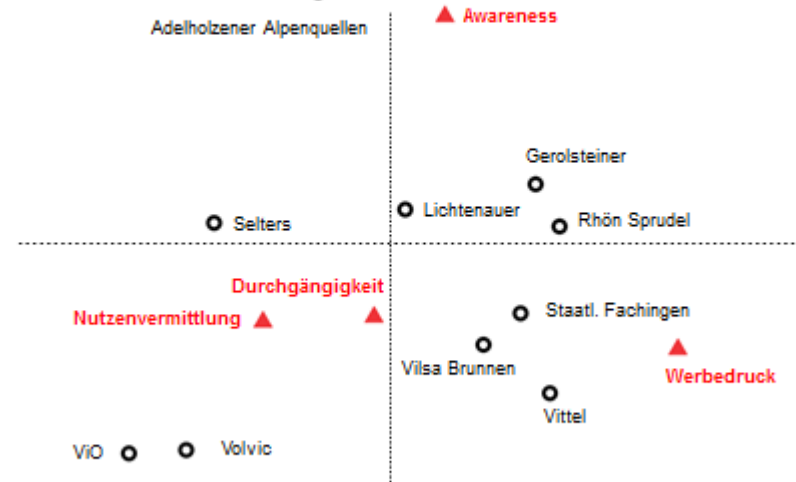 Adelholzener Alpenquellen
Awareness
Gerolsteiner
Lichtenauer
Rhön Sprudel
Selters
Durchgängigkeit
Nutzenvermittlung
Staatl. Fachingen
Vilsa Brunnen
Werbedruck
Vittel
ViO
Volvic